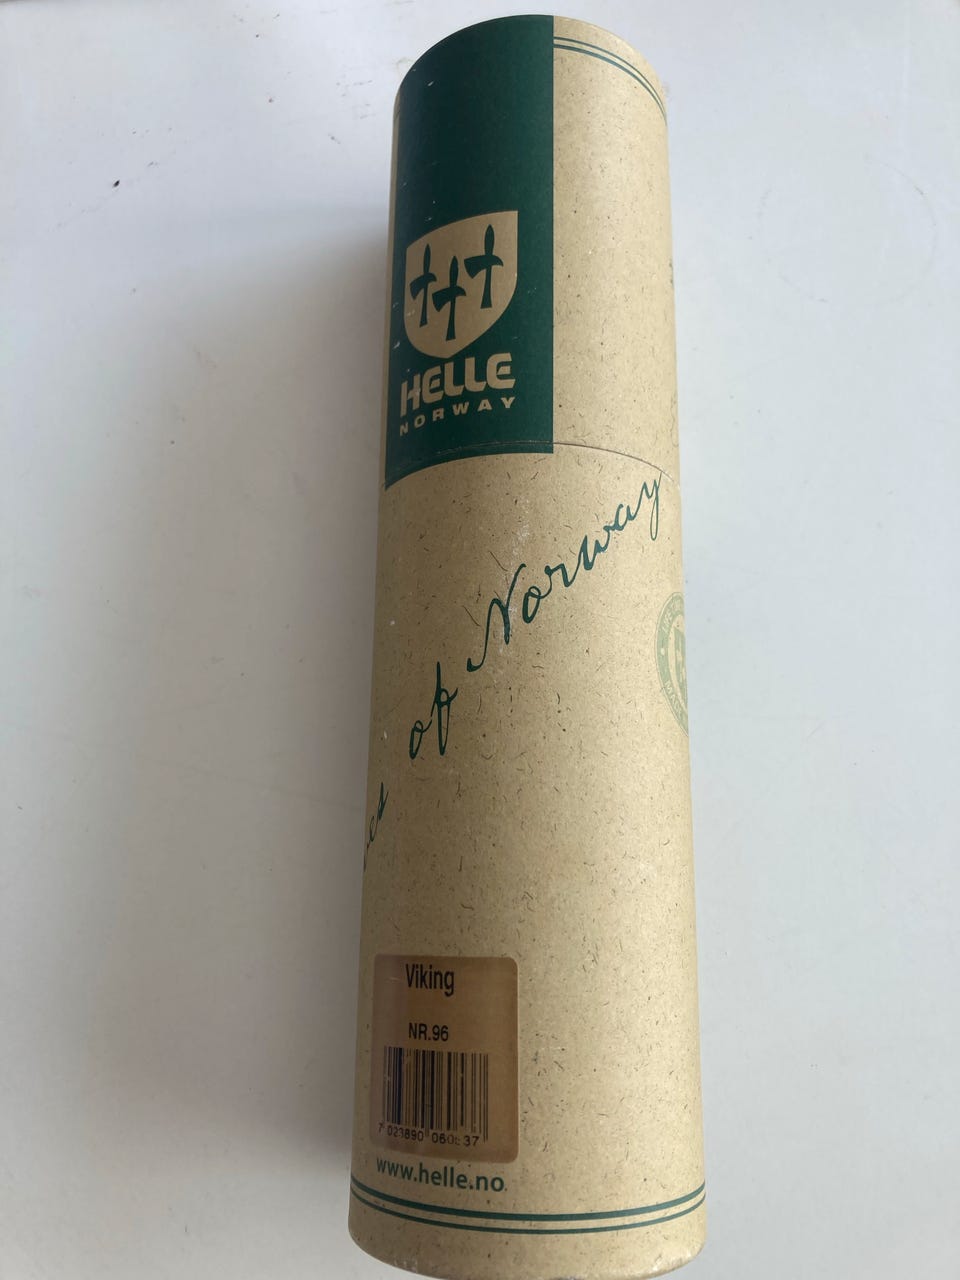 HELLE
NORWAY
of Norway
Viking
NR.96
www.helle.no